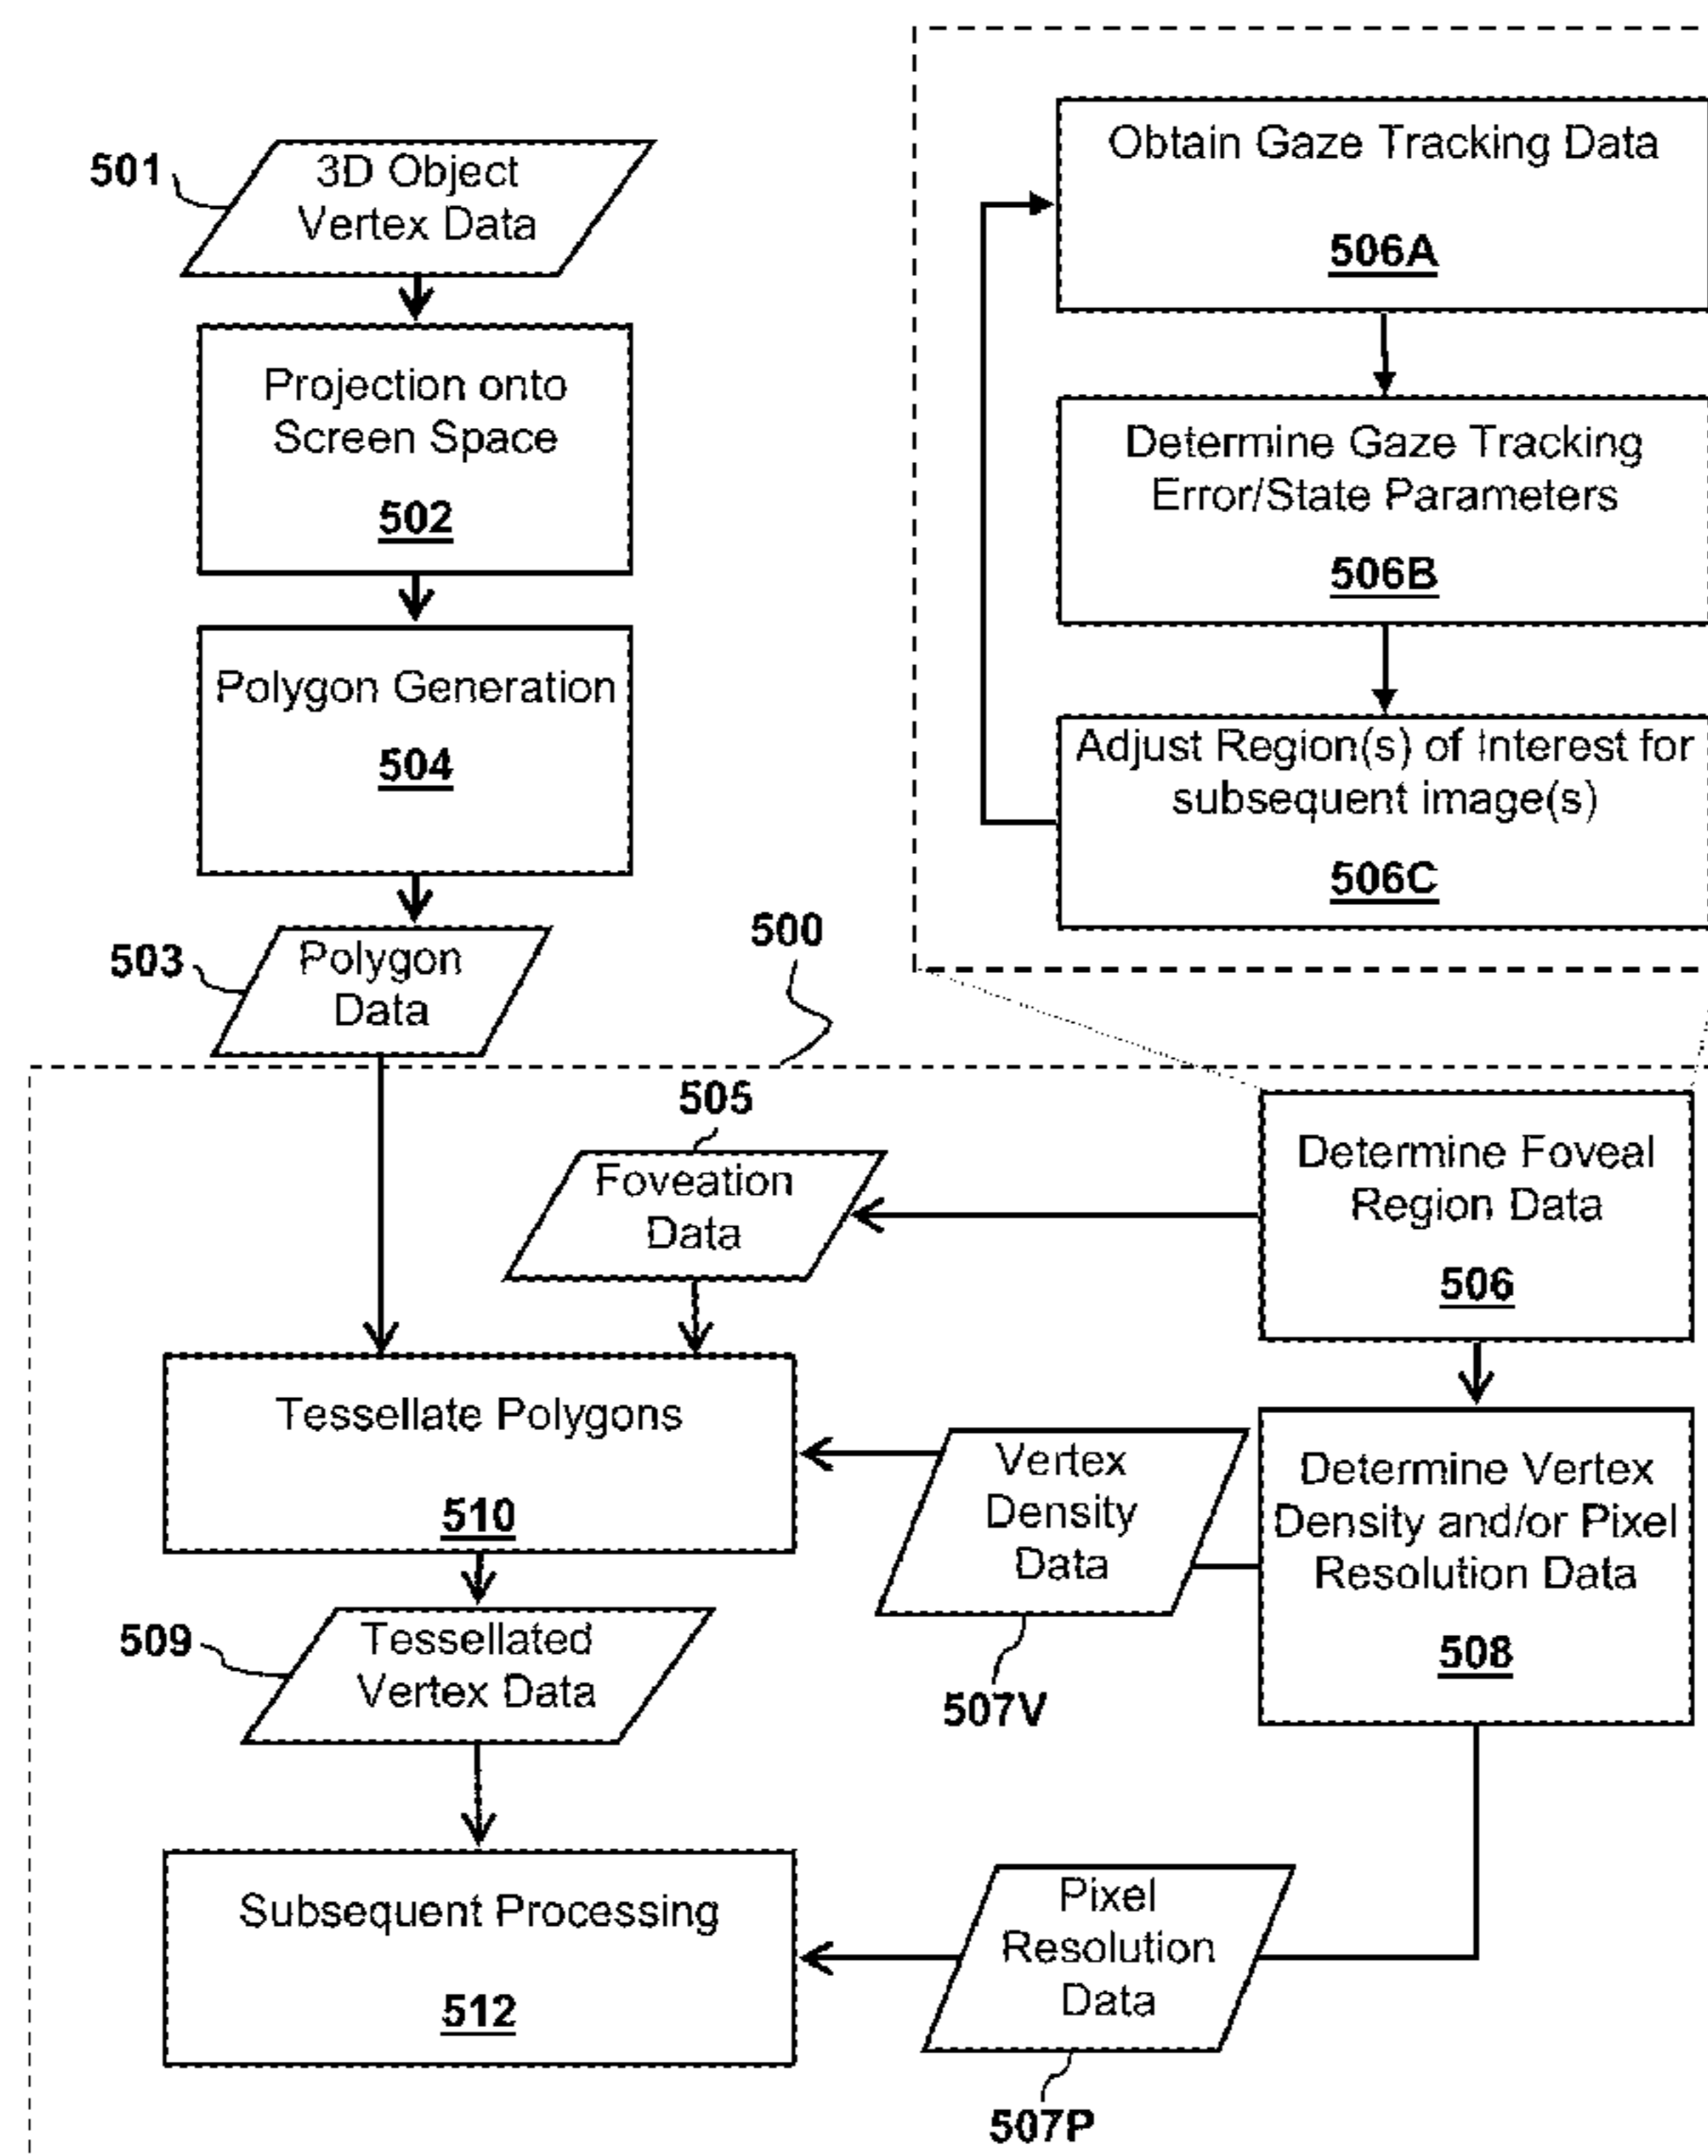 501
3D Object
Vertex Data
Projection onto
Screen Space
502
Polygon Generation
504
503
Polygon
Data
Obtain Gaze Tracking Data
506A
Determine Gaze Tracking
Error/State Parameters
506B
Adjust Region(s) of Interest for
subsequent image(s)
506C
500
505
Foveation
Data
Determine Foveal
Region Data
506
Tessellate Polygons
510
Vertex
Density
Data
507V
Determine Vertex
Density and/or Pixel
Resolution Data
508
509
Tessellated
Vertex Data
Subsequent Processing
512
Pixel
Resolution
Data
507P